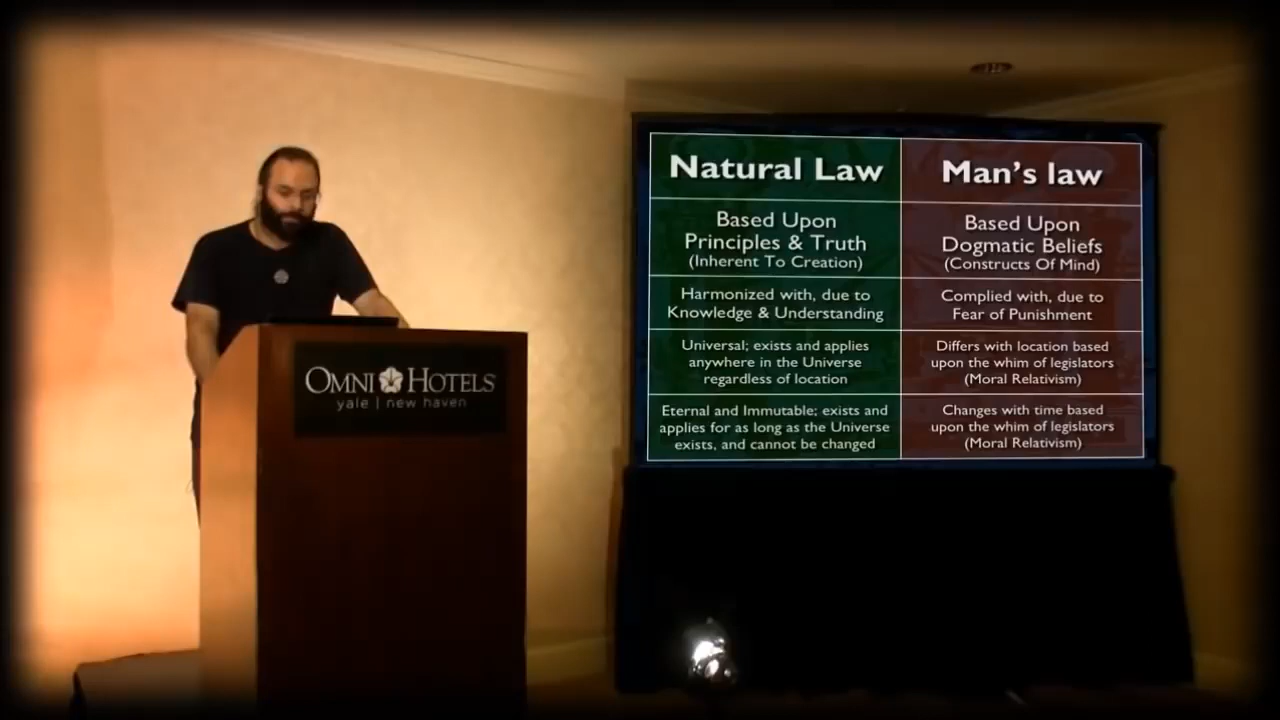 Natural Law
Man's law
Based Upon
Principles & Truth
(Inherent To Creation)
Based Upon
Dogmatic Beliefs
(Constructs Of Mind)
Harmonized with, due to
Knowledge & Understanding
Complied with, due to
Fear of Punishment
Universal; exists and applies
anywhere in the Universe
regardless of location
Differs with location based
upon the whim of legislators
(Moral Relativism)
Eternal and Immutable; exists and
applies for as long as the Universe
exists, and cannot be changed
Changes with time based
upon the whim of legislators
(Moral Relativism)
OMNI HOTELS
yale | new haven